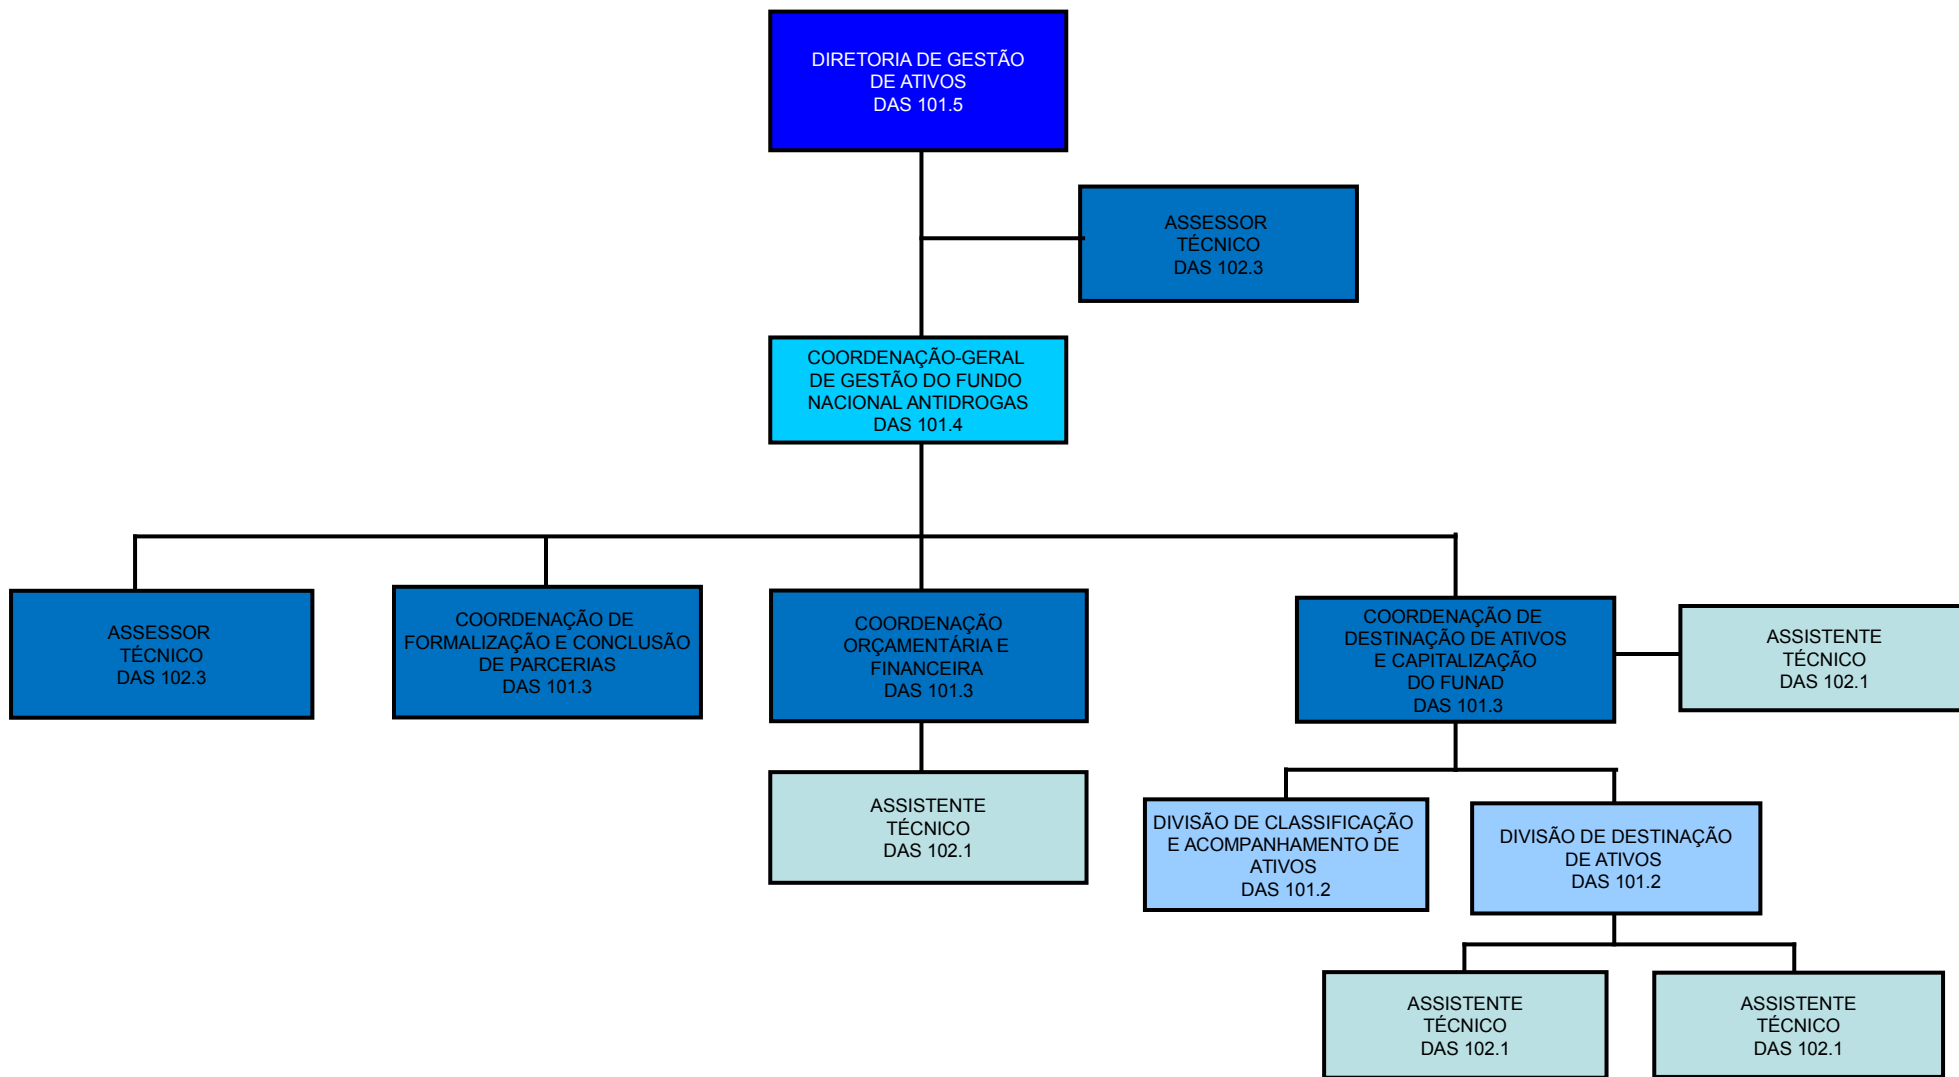 DIRETORIA DE GESTÃO
DE ATIVOS
DAS 101.5
ASSESSOR
TÉCNICO
DAS 102.3
COORDENAÇÃO-GERAL
DE GESTÃO DO FUNDO
NACIONAL ANTIDROGAS
DAS 101.4
ASSESSOR
TÉCNICO
DAS 102.3
COORDENAÇÃO DE
FORMALIZAÇÃO E CONCLUSÃO
DE PARCERIAS
DAS 101.3
COORDENAÇÃO
ORÇAMENTÁRIA E
FINANCEIRA
DAS 101.3
COORDENAÇÃO DE
DESTINAÇÃO DE ATIVOS
E CAPITALIZAÇÃO
DO FUNAD
DAS 101.3
ASSISTENTE
TÉCNICO
DAS 102.1
ASSISTENTE
TÉCNICO
DAS 102.1
DIVISÃO DE CLASSIFICAÇÃO
E ACOMPANHAMENTO DE
ATIVOS
DAS 101.2
DIVISÃO DE DESTINAÇÃO
DE ATIVOS
DAS 101.2
ASSISTENTE
TÉCNICO
DAS 102.1
ASSISTENTE
TÉCNICO
DAS 102.1